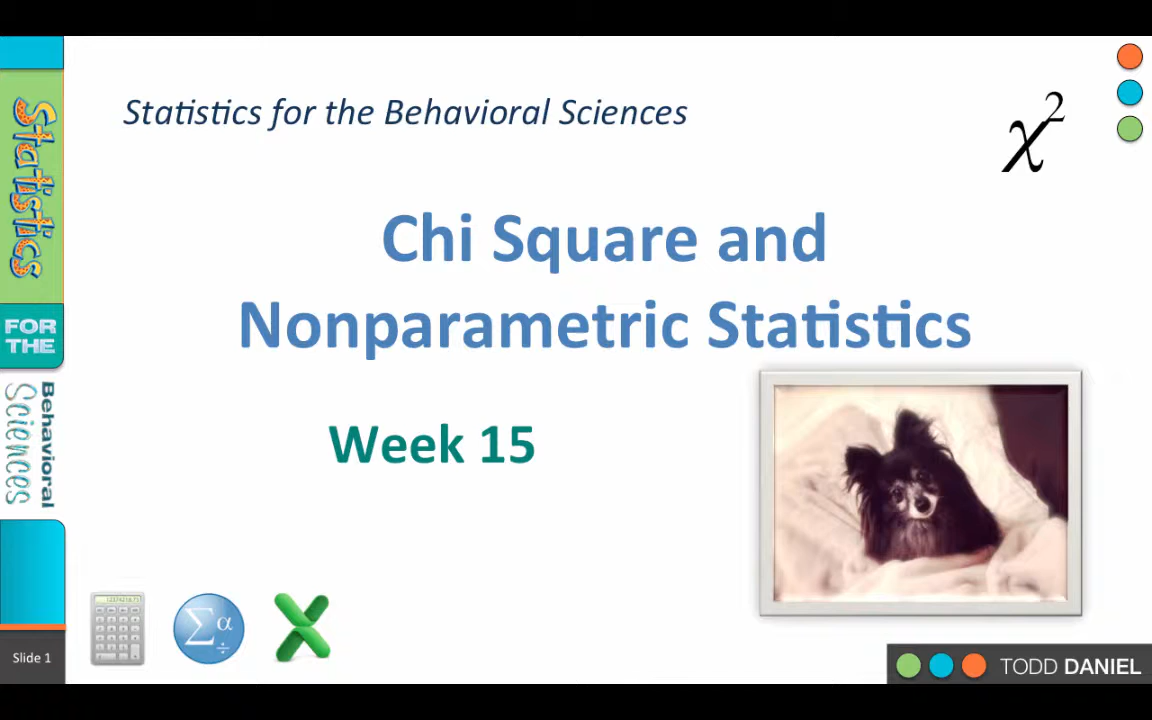 Statistics for the Behavioral Sciences
χ²
Chi Square and
Nonparametric Statistics
Week 15
Statistics
FOR
THE
Behavioral
Sciences
Σα
÷
Slide 1
TODD DANIEL